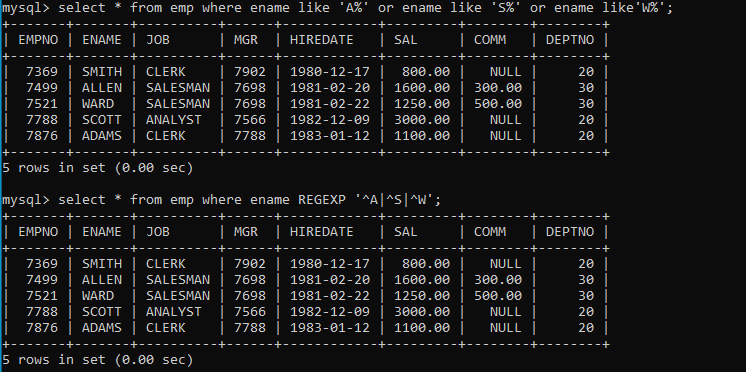 mysql> select * from emp where ename like 'A%' or ename like 'S%' or ename like'W%';
+-------+-------+----------+------+------------+---------+--------+--------+
| EMPNO | ENAME | JOB      | MGR  | HIREDATE   | SAL     | COMM   | DEPTNO |
+-------+-------+----------+------+------------+---------+--------+--------+
|  7369 | SMITH | CLERK    | 7902 | 1980-12-17 |  800.00 |   NULL |     20 |
|  7499 | ALLEN | SALESMAN | 7698 | 1981-02-20 | 1600.00 | 300.00 |     30 |
|  7521 | WARD  | SALESMAN | 7698 | 1981-02-22 | 1250.00 | 500.00 |     30 |
|  7788 | SCOTT | ANALYST  | 7566 | 1982-12-09 | 3000.00 |   NULL |     20 |
|  7876 | ADAMS | CLERK    | 7788 | 1983-01-12 | 1100.00 |   NULL |     20 |
+-------+-------+----------+------+------------+---------+--------+--------+
5 rows in set (0.00 sec)

mysql> select * from emp where ename REGEXP '^A|^S|^W';
+-------+-------+----------+------+------------+---------+--------+--------+
| EMPNO | ENAME | JOB      | MGR  | HIREDATE   | SAL     | COMM   | DEPTNO |
+-------+-------+----------+------+------------+---------+--------+--------+
|  7369 | SMITH | CLERK    | 7902 | 1980-12-17 |  800.00 |   NULL |     20 |
|  7499 | ALLEN | SALESMAN | 7698 | 1981-02-20 | 1600.00 | 300.00 |     30 |
|  7521 | WARD  | SALESMAN | 7698 | 1981-02-22 | 1250.00 | 500.00 |     30 |
|  7788 | SCOTT | ANALYST  | 7566 | 1982-12-09 | 3000.00 |   NULL |     20 |
|  7876 | ADAMS | CLERK    | 7788 | 1983-01-12 | 1100.00 |   NULL |     20 |
+-------+-------+----------+------+------------+---------+--------+--------+
5 rows in set (0.00 sec)